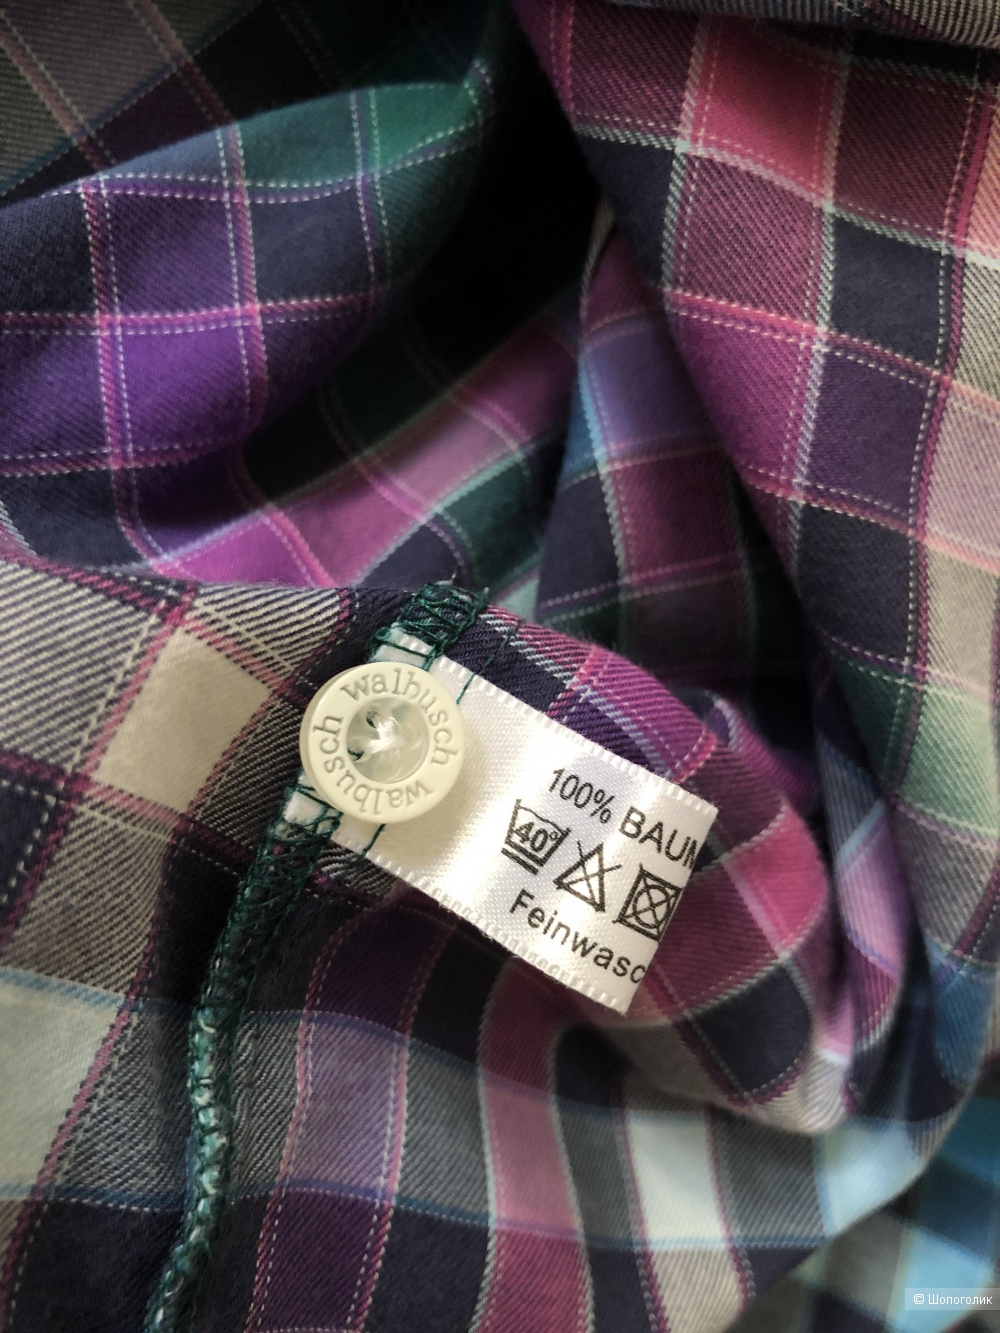 walbusch walbusch
100% BAUM
40°
Feinwasc
© Шопоголик